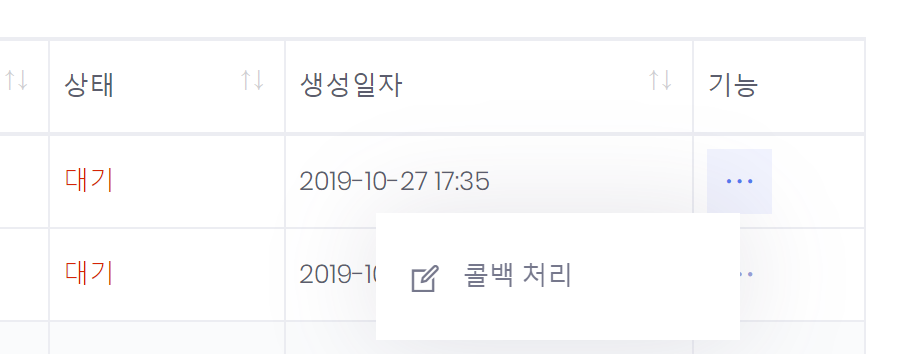 상태 생성일자 기능
대기 2019-10-27 17:35 ...
대기 2019-10
콜백 처리